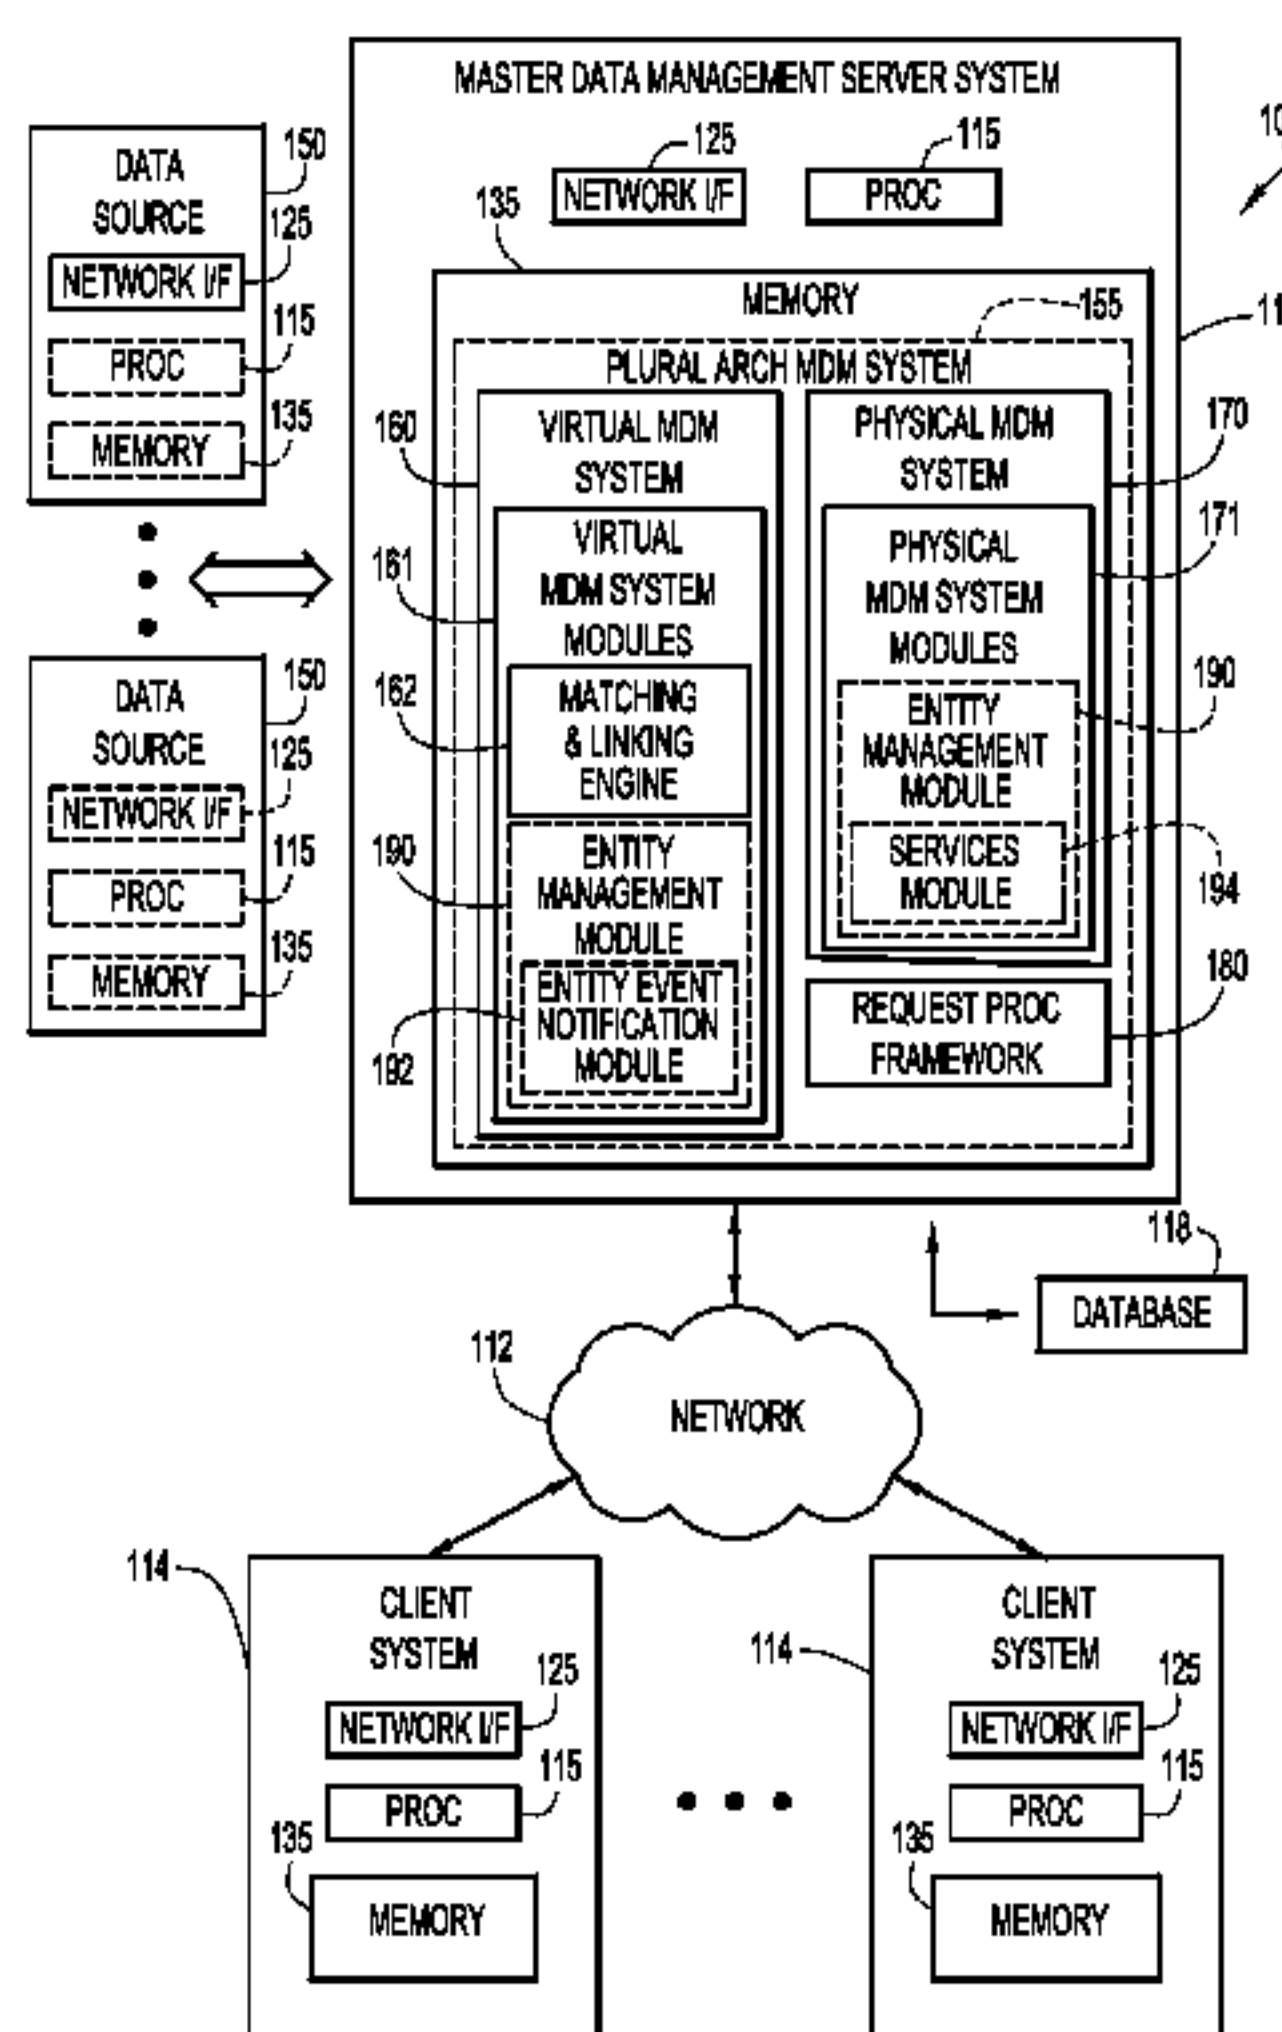 MASTER DATA MANAGEMENT SERVER SYSTEM
125
115
NETWORK I/F
PROC
135
MEMORY
155
PLURAL ARCH MDM SYSTEM
160
VIRTUAL MDM
SYSTEM
161
VIRTUAL
MDM SYSTEM
MODULES
162
MATCHING
& LINKING
ENGINE
190
ENTITY
MANAGEMENT
MODULE
ENTITY EVENT
NOTIFICATION
MODULE
192
PHYSICAL MDM
SYSTEM
170
PHYSICAL
MDM SYSTEM
MODULES
171
ENTITY
MANAGEMENT
MODULE
190
SERVICES
MODULE
194
REQUEST PROC
FRAMEWORK
180
DATA
SOURCE
150
NETWORK I/F
125
PROC
115
MEMORY
135
DATA
SOURCE
150
NETWORK I/F
125
PROC
115
MEMORY
135
118
DATABASE
112
NETWORK
114
CLIENT
SYSTEM
125
NETWORK I/F
115
PROC
135
MEMORY
114
CLIENT
SYSTEM
125
NETWORK I/F
115
PROC
135
MEMORY